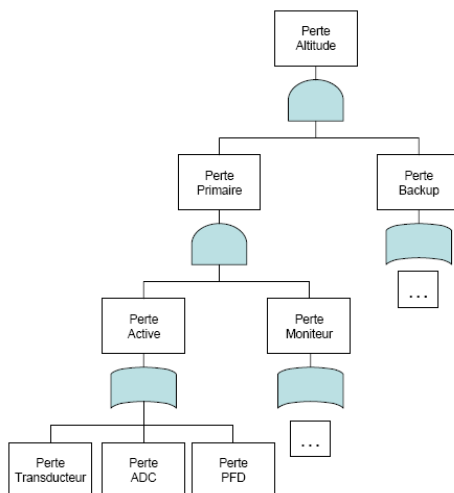 Perte
Altitude
Perte
Primaire
Perte
Backup
...
Perte
Active
Perte
Moniteur
...
Perte
Transducteur
Perte
ADC
Perte
PFD